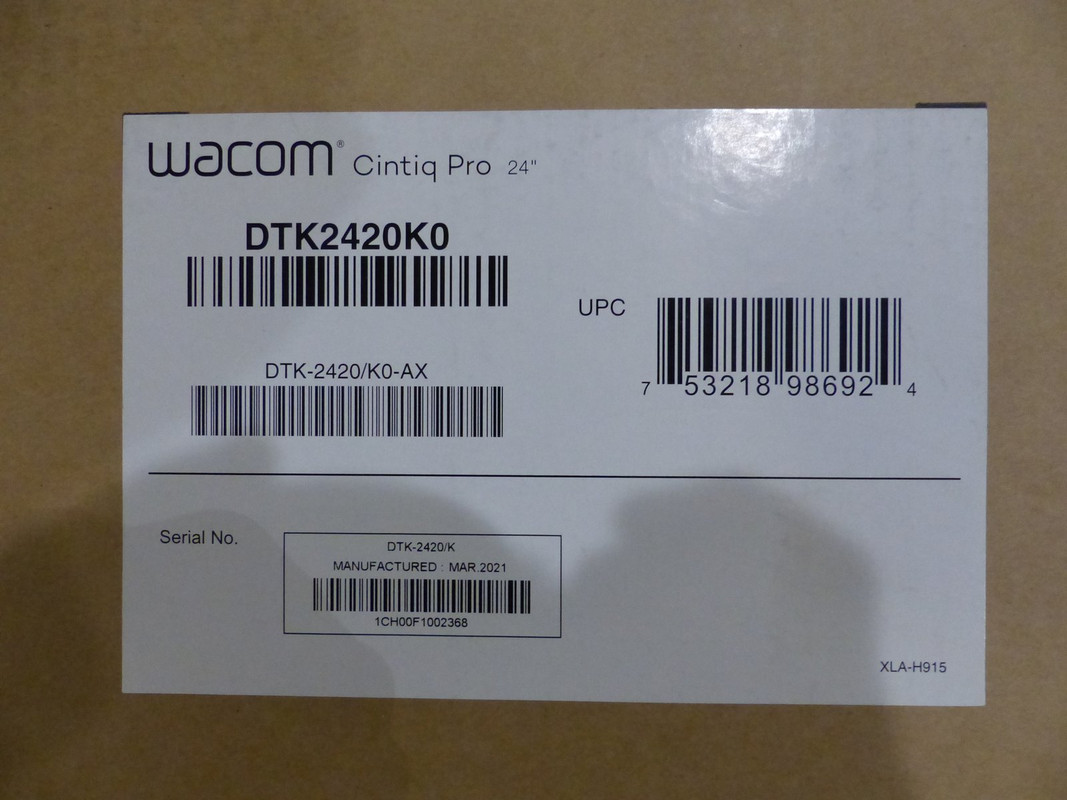 wacom® Cintiq Pro 24"
DTK2420K0
DTK-2420/K0-AX
UPC
7 53218 98692 4
Serial No.
DTK-2420/K
MANUFACTURED : MAR.2021
1CH00F1002368
XLA-H915